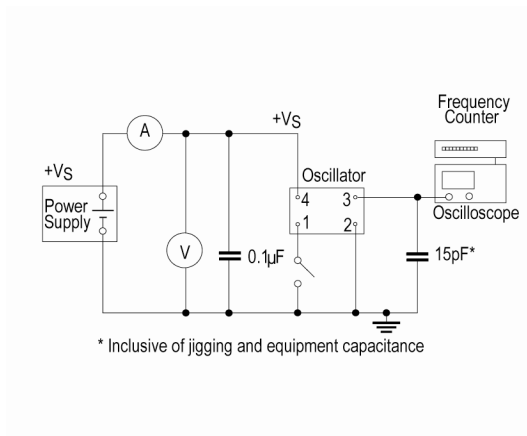 Frequency
Counter
+VS
A
+VS
Oscillator
4 3
Power
Supply
1 2
Oscilloscope
V
0.1µF
15pF*
* Inclusive of jigging and equipment capacitance